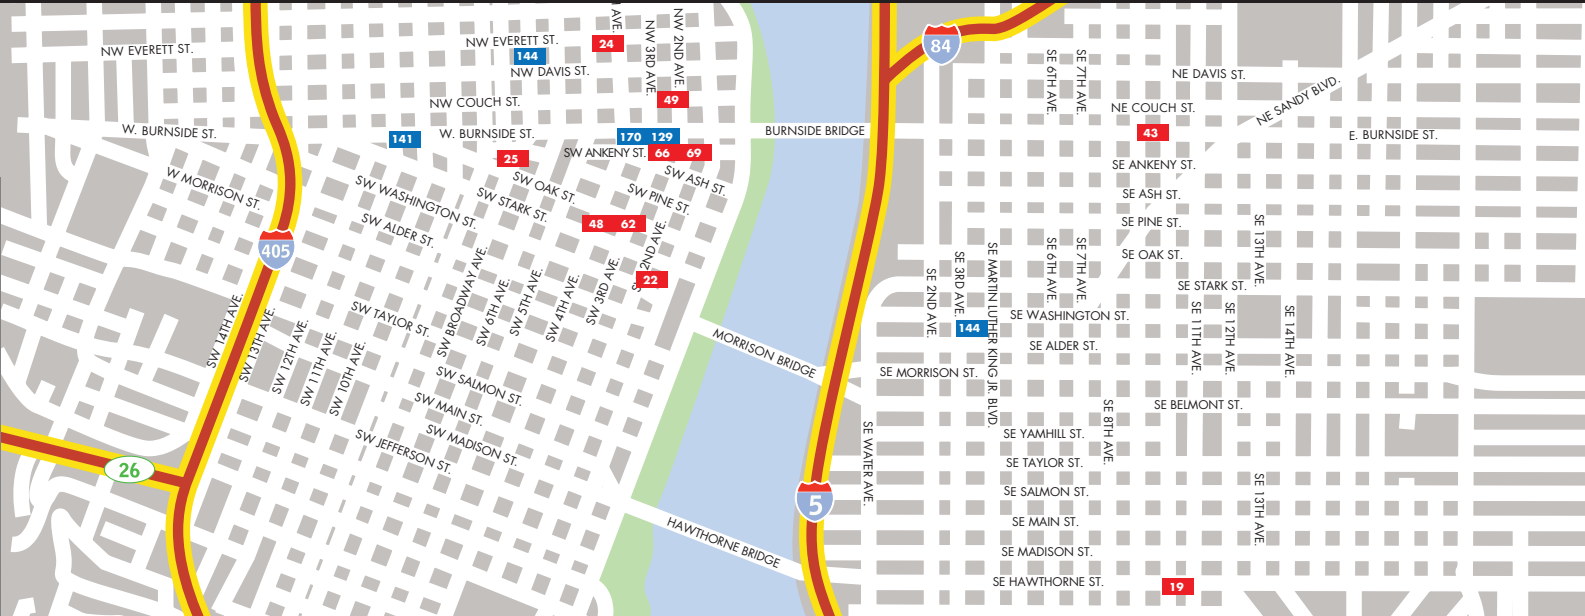 NW EVERETT ST.
NW EVERETT ST.
AVE.
NW 3RD AVE.
NW 2ND AVE.
24
144
NW DAVIS ST.
NW COUCH ST.
49
W. BURNSIDE ST.
141
W. BURNSIDE ST.
170 129
BURNSIDE BRIDGE
25
SW ANKENY ST.
66 69
W MORRISON ST.
SW WASHINGTON ST.
SW OAK ST.
SW STARK ST.
SW ASH ST.
SW PINE ST.
SW ALDER ST.
48 62
2ND AVE.
22
405
SW 14TH AVE.
SW 13TH AVE.
SW 12TH AVE.
SW 11TH AVE.
SW 10TH AVE.
SW TAYLOR ST.
SW BROADWAY AVE.
SW 6TH AVE.
SW 5TH AVE.
SW 4TH AVE.
SW 3RD AVE.
MORRISON BRIDGE
SW SALMON ST.
SW MAIN ST.
SW MADISON ST.
SW JEFFERSON ST.
26
5
HAWTHORNE BRIDGE
84
SE 6TH AVE.
SE 7TH AVE.
NE DAVIS ST.
NE COUCH ST.
NE SANDY BLVD.
43
E. BURNSIDE ST.
SE ANKENY ST.
SE ASH ST.
SE PINE ST.
SE OAK ST.
SE 13TH AVE.
SE STARK ST.
SE 2ND AVE.
SE 3RD AVE.
SE MARTIN LUTHER KING JR. BLVD.
SE 6TH AVE.
SE 7TH AVE.
144
SE WASHINGTON ST.
SE ALDER ST.
SE 11TH AVE.
SE 12TH AVE.
SE 14TH AVE.
SE MORRISON ST.
SE BELMONT ST.
SE WATER AVE.
SE 8TH AVE.
SE YAMHILL ST.
SE TAYLOR ST.
SE SALMON ST.
SE 13TH AVE.
SE MAIN ST.
SE MADISON ST.
SE HAWTHORNE ST.
19